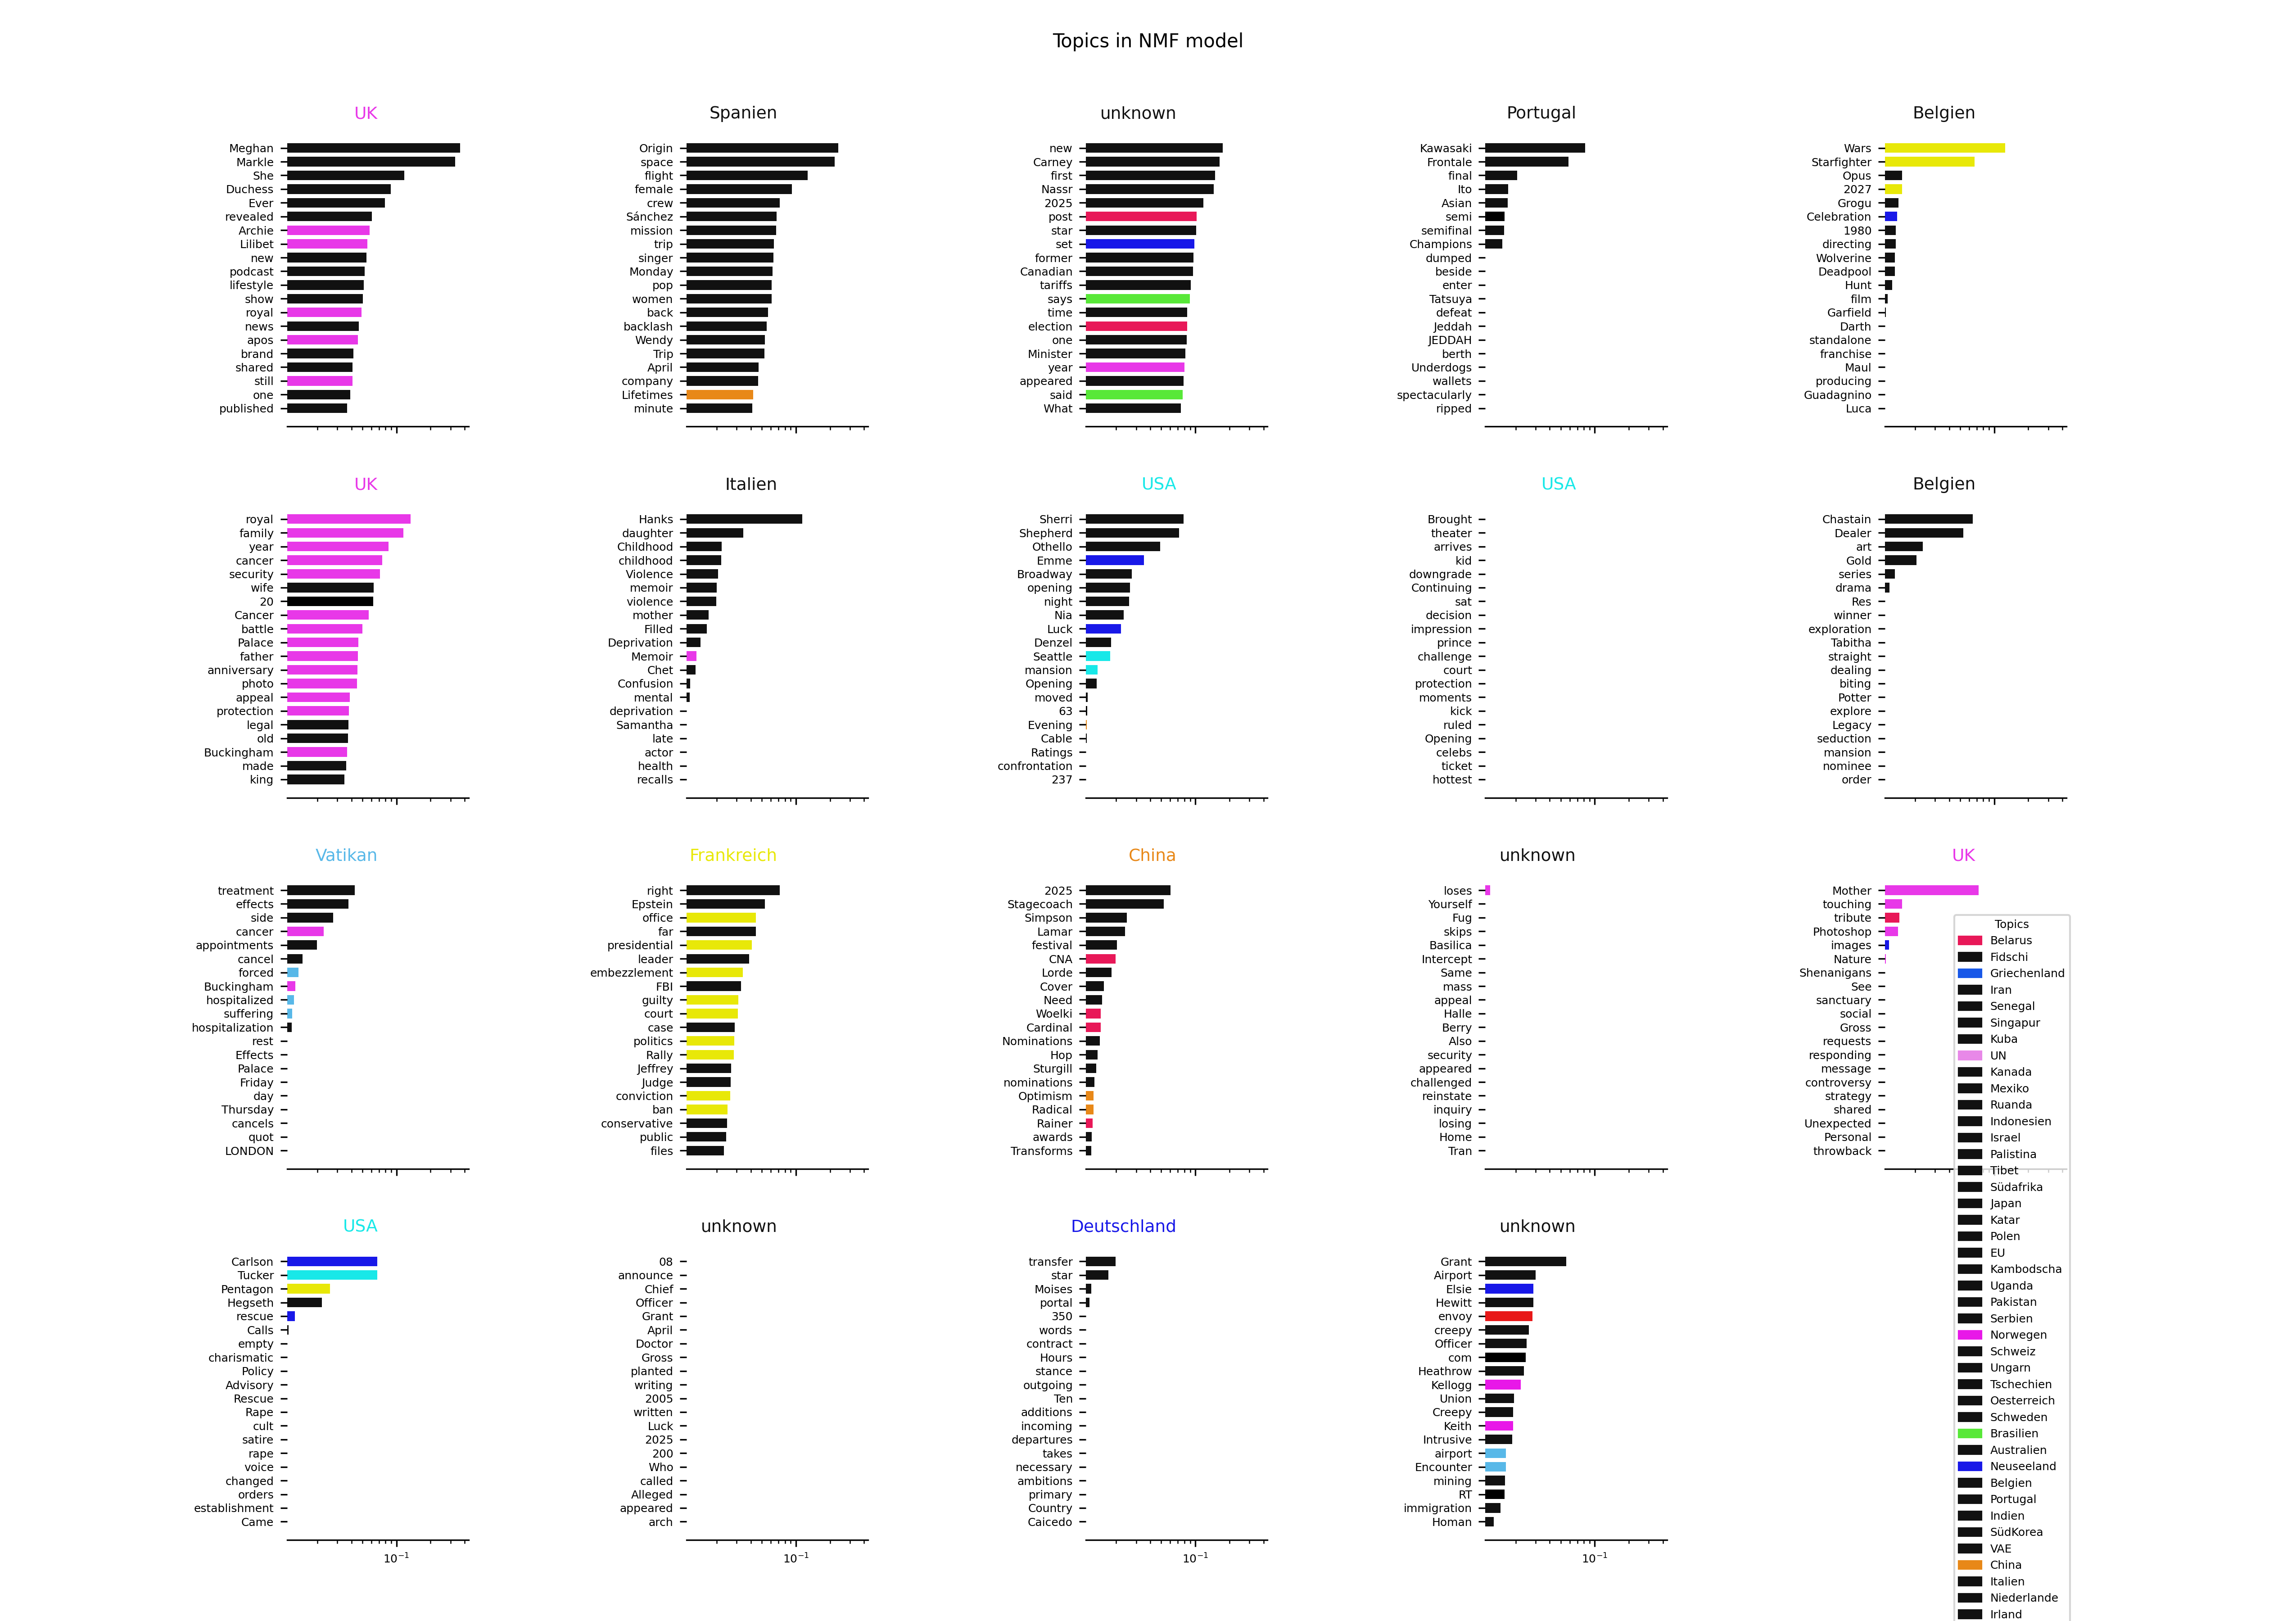 Topics in NMF model
UK
Meghan
Markle
She
Duchess
Ever
revealed
Archie
Lilibet
new
podcast
lifestyle
show
royal
news
apos
brand
shared
still
one
published
Spanien
Origin
space
flight
female
crew
Sánchez
mission
trip
singer
Monday
pop
women
back
backlash
Wendy
Trip
April
company
Lifetimes
minute
unknown
new
Carney
first
Nassr
2025
post
star
set
former
Canadian
tariffs
says
time
election
one
Minister
year
appeared
said
What
Portugal
Kawasaki
Frontale
final
Ito
Asian
semi
semifinal
Champions
dumped
beside
enter
Tatsuya
defeat
Jeddah
JEDDAH
berth
Underdogs
wallets
spectacularly
ripped
Belgien
Wars
Starfighter
Opus
2027
Grogu
Celebration
1980
directing
Wolverine
Deadpool
Hunt
film
Garfield
Darth
standalone
franchise
Maul
producing
Guadagnino
Luca
UK
royal
family
year
cancer
security
wife
20
Cancer
battle
Palace
father
anniversary
photo
appeal
protection
legal
old
Buckingham
made
king
Italien
Hanks
daughter
Childhood
childhood
Violence
memoir
violence
mother
Filled
Deprivation
Memoir
Chet
Confusion
mental
deprivation
Samantha
late
actor
health
recalls
USA
Sherri
Shepherd
Othello
Emme
Broadway
opening
night
Nia
Luck
Denzel
Seattle
mansion
Opening
moved
63
Evening
Cable
Ratings
confrontation
237
USA
Brought
theater
arrives
kid
downgrade
Continuing
sat
decision
impression
prince
challenge
court
protection
moments
kick
ruled
Opening
celebs
ticket
hottest
Belgien
Chastain
Dealer
art
Gold
series
drama
Res
winner
exploration
Tabitha
straight
dealing
biting
Potter
explore
Legacy
seduction
mansion
nominee
order
Vatikan
treatment
effects
side
cancer
appointments
cancel
forced
Buckingham
hospitalized
suffering
hospitalization
rest
Effects
Palace
Friday
day
Thursday
cancels
quot
LONDON
Frankreich
right
Epstein
office
far
presidential
leader
embezzlement
FBI
guilty
court
case
politics
Rally
Jeffrey
Judge
conviction
ban
conservative
public
files
China
2025
Stagecoach
Simpson
Lamar
festival
CNA
Lorde
Cover
Need
Woelki
Cardinal
Nominations
Hop
Sturgill
nominations
Optimism
Radical
Rainer
awards
Transforms
unknown
loses
Yourself
Fug
skips
Basilica
Intercept
Same
mass
appeal
Halle
Berry
Also
security
appeared
challenged
reinstate
inquiry
losing
Home
Tran
UK
Mother
touching
tribute
Photoshop
images
Nature
Shenanigans
See
sanctuary
social
Gross
requests
responding
message
controversy
strategy
shared
Unexpected
Personal
throwback
USA
Carlson
Tucker
Pentagon
Hegseth
rescue
Calls
empty
charismatic
Policy
Advisory
Rescue
Rape
cult
satire
rape
voice
changed
orders
establishment
Came
10⁻¹
unknown
08
announce
Chief
Officer
Grant
April
Doctor
Gross
planted
writing
2005
written
Luck
2025
200
Who
called
Alleged
appeared
arch
10⁻¹
Deutschland
transfer
star
Moises
portal
350
words
contract
Hours
stance
outgoing
Ten
additions
incoming
departures
takes
necessary
ambitions
primary
Country
Caicedo
10⁻¹
unknown
Grant
Airport
Elsie
Hewitt
envoy
creepy
Officer
com
Heathrow
Kellogg
Union
Creepy
Keith
Intrusive
airport
Encounter
mining
RT
immigration
Homan
10⁻¹
Topics
Belarus
Fidschi
Griechenland
Iran
Senegal
Singapur
Kuba
UN
Kanada
Mexiko
Ruanda
Indonesien
Israel
Palistina
Tibet
Südafrika
Japan
Katar
Polen
EU
Kambodscha
Uganda
Pakistan
Serbien
Norwegen
Schweiz
Ungarn
Tschechien
Oesterreich
Schweden
Brasilien
Australien
Neuseeland
Belgien
Portugal
Indien
SüdKorea
VAE
China
Italien
Niederlande
Irland